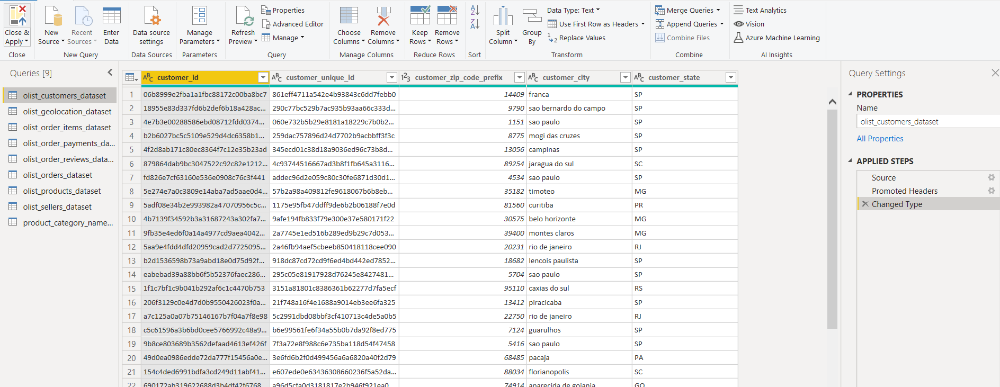 Close & Apply
New Source
Recent Sources
Enter Data
Data source settings
Manage Parameters
Refresh Preview
Properties
Advanced Editor
Manage
Choose Columns
Remove Columns
Keep Rows
Remove Rows
A Z
Z A
Split Column
Group By
Data Type: Text
Use First Row as Headers
1 2 Replace Values
Merge Queries
Append Queries
Combine Files
Text Analytics
Vision
Azure Machine Learning
Close
New Query
Data Sources
Parameters
Query
Manage Columns
Reduce Rows
Sort
Transform
Combine
AI Insights
Queries [9]
olist_customers_dataset
olist_geolocation_dataset
olist_order_items_dataset
olist_order_payments_da...
olist_order_reviews_data...
olist_orders_dataset
olist_products_dataset
olist_sellers_dataset
product_category_name...
ABC customer_id ABC customer_unique_id 123 customer_zip_code_prefix ABC customer_city ABC customer_state
1 06b8999e2fba1a1fbc88172c00ba8bc7 861eff4711a542e4b93843c6dd7febb0 14409 franca SP
2 18955e83d337fd6b2def6b18a428ac... 290c77bc529b7ac935b93aa66c333d... 9790 sao bernardo do campo SP
3 4e7b3e00288586ebd08712fdd0374... 060e732b5b29e8181a18229c7b0b2... 1151 sao paulo SP
4 b2b6027bc5c5109e529d4dc6358b1... 259dac757896d24d7702b9acbbff3f3c 8775 mogi das cruzes SP
5 4f2d8ab171c80ec8364f7c12e35b23ad 345ecd01c38d18a9036ed96c73b8d... 13056 campinas SP
6 879864dab9bc3047522c92c82e1212... 4c93744516667ad3b8f1fb645a3116... 89254 jaragua do sul SC
7 fd826e7cf63160e536e0908c76c3f441 addec96d2e059c80c30fe6871d30d1... 4534 sao paulo SP
8 5e274e7a0c3809e14aba7ad5aae0d4... 57b2a98a409812fe9618067b6b8eb... 35182 timoteo MG
9 5adf08e34b2e993982a47070956c5c... 1175e95fb47ddff9de6b2b06188f7e0d 81560 curitiba PR
10 4b7139f34592b3a31687243a302fa7... 9afe194fb833f79e300e37e580171f22 30575 belo horizonte MG
11 9fb35e4ed6f0a14a4977cd9aea4042... 2a7745e1ed516b289ed9b29c7d053... 39400 montes claros MG
12 5aa9e4fdd4dfd20959cad2d7725095... 2a46fb94aef5cbeeb850418118cee090 20231 rio de janeiro RJ
13 b2d1536598b73a9abd18e0d75d92f... 918dc87cd72cd9f6ed4bd442ed7852... 18682 lencois paulista SP
14 eabebad39a88bb6f5b52376faec286... 295c05e81917928d76245e8427481... 5704 sao paulo SP
15 1f1c7bf1c9b041b292af6c1c4470b753 3151a81801c8386361b62277d7fa5ecf 95110 caxias do sul RS
16 206f3129c0e4d7d0b9550426023f0a... 21f748a16f4e1688a9014eb3ee6fa325 13412 piracicaba SP
17 a7c125a0a07b75146167b7f04a7f8e98 5c2991dbd08bbf3cf410713c4de5a0b5 22750 rio de janeiro RJ
18 c5c61596a3b6bd0cee5766992c48a9... b6e99561fe6f34a55b0b7da92f8ed775 7124 guarulhos SP
19 9b8ce803689b3562defaad4613ef426f 7f3a72e8f988c6e735ba118d54f47458 5416 sao paulo SP
20 49d0ea0986edde72da777f15456a0e... 3e6fd6b2f0d499456a6a6820a40f2d79 68485 pacaja PA
21 154c4ded6991bdfa3cd249d11abf41... e607ede0e63436308660236f5a52da... 88034 florianopolis SC
22 690172ab319622688d3b4df42f6768... a96d5cfa0d3181817e2b946f921ea0... 74914 aparecida de goiania GO
Query Settings
PROPERTIES
Name
olist_customers_dataset
All Properties
APPLIED STEPS
Source
Promoted Headers
Changed Type